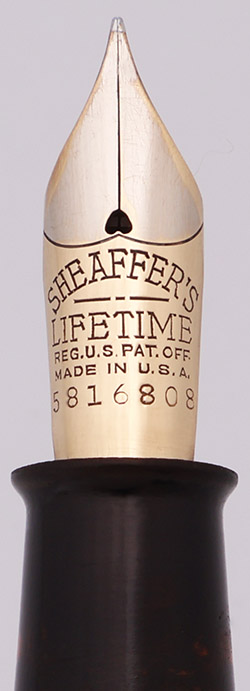 SHEAFFER'S
LIFETIME
REG.U.S.PAT.OFF.
MADE IN U.S.A.
5816808